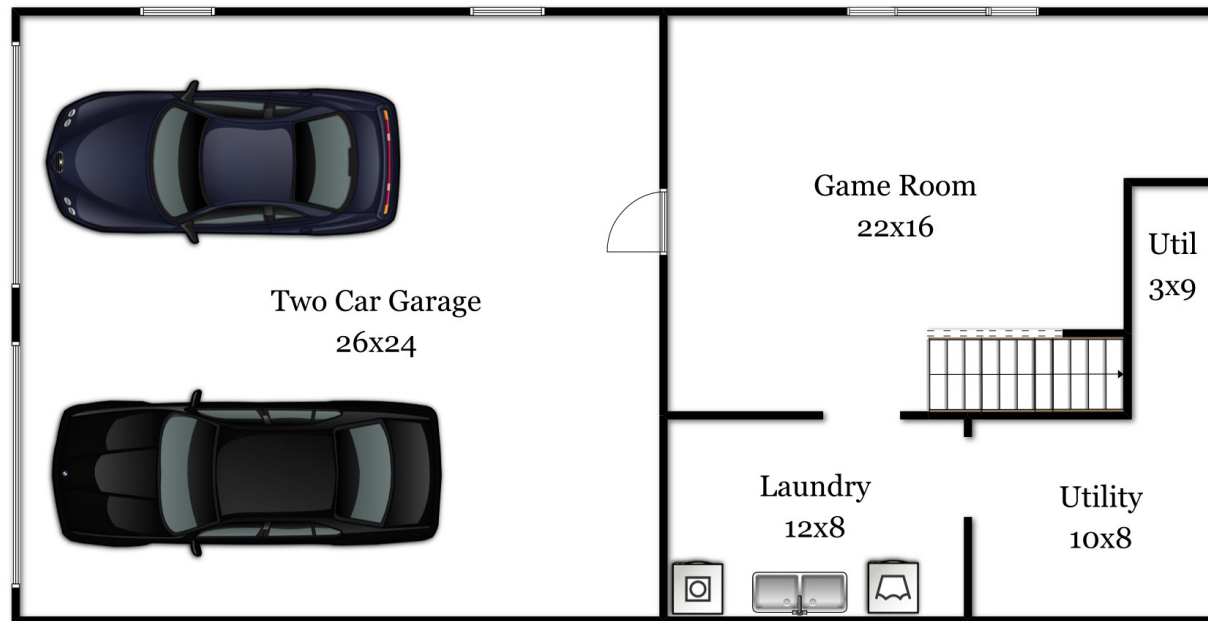 Game Room
22x16
Util
3x9
Two Car Garage
26x24
Laundry
12x8
Utility
10x8